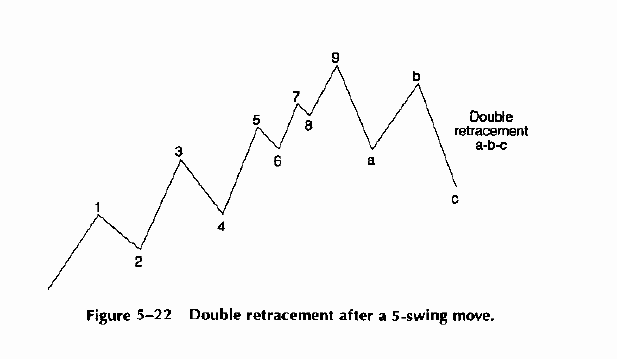 9
b
7
5
8
Double
retracement
a-b-c
3
6
a
c
1
4
2
Figure 5–22 Double retracement after a 5-swing move.